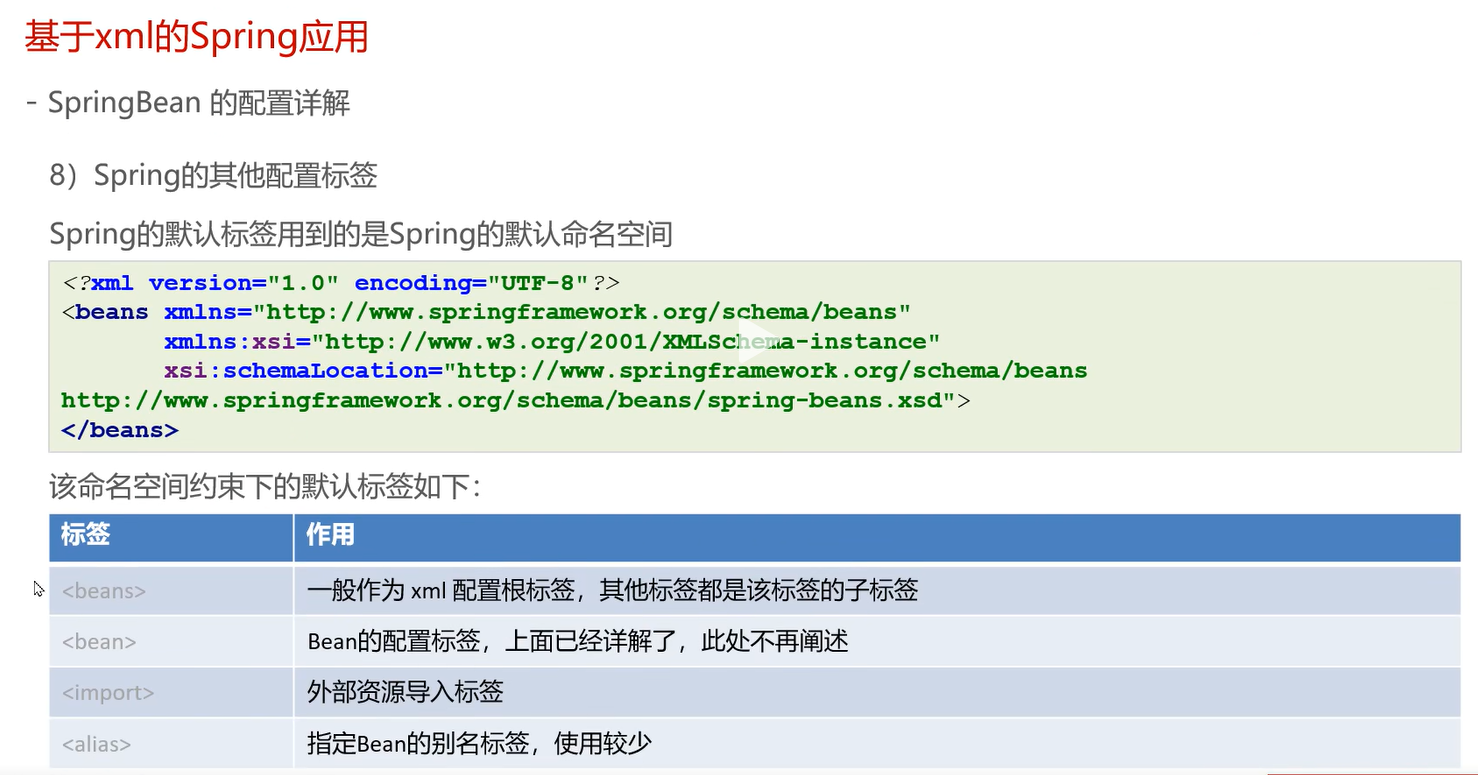 基于xml的Spring应用
- SpringBean 的配置详解
8）Spring的其他配置标签
Spring的默认标签用到的是Spring的默认命名空间
<?xml version="1.0" encoding="UTF-8"?>
<beans xmlns="http://www.springframework.org/schema/beans"
xmlns:xsi="http://www.w3.org/2001/XMLSchema-instance"
xsi:schemaLocation="http://www.springframework.org/schema/beans
http://www.springframework.org/schema/beans/spring-beans.xsd">
</beans>
该命名空间约束下的默认标签如下：
标签 作用
<beans> 一般作为 xml 配置根标签，其他标签都是该标签的子标签
<bean> Bean的配置标签，上面已经详解了，此处不再阐述
<import> 外部资源导入标签
<alias> 指定Bean的别名标签，使用较少